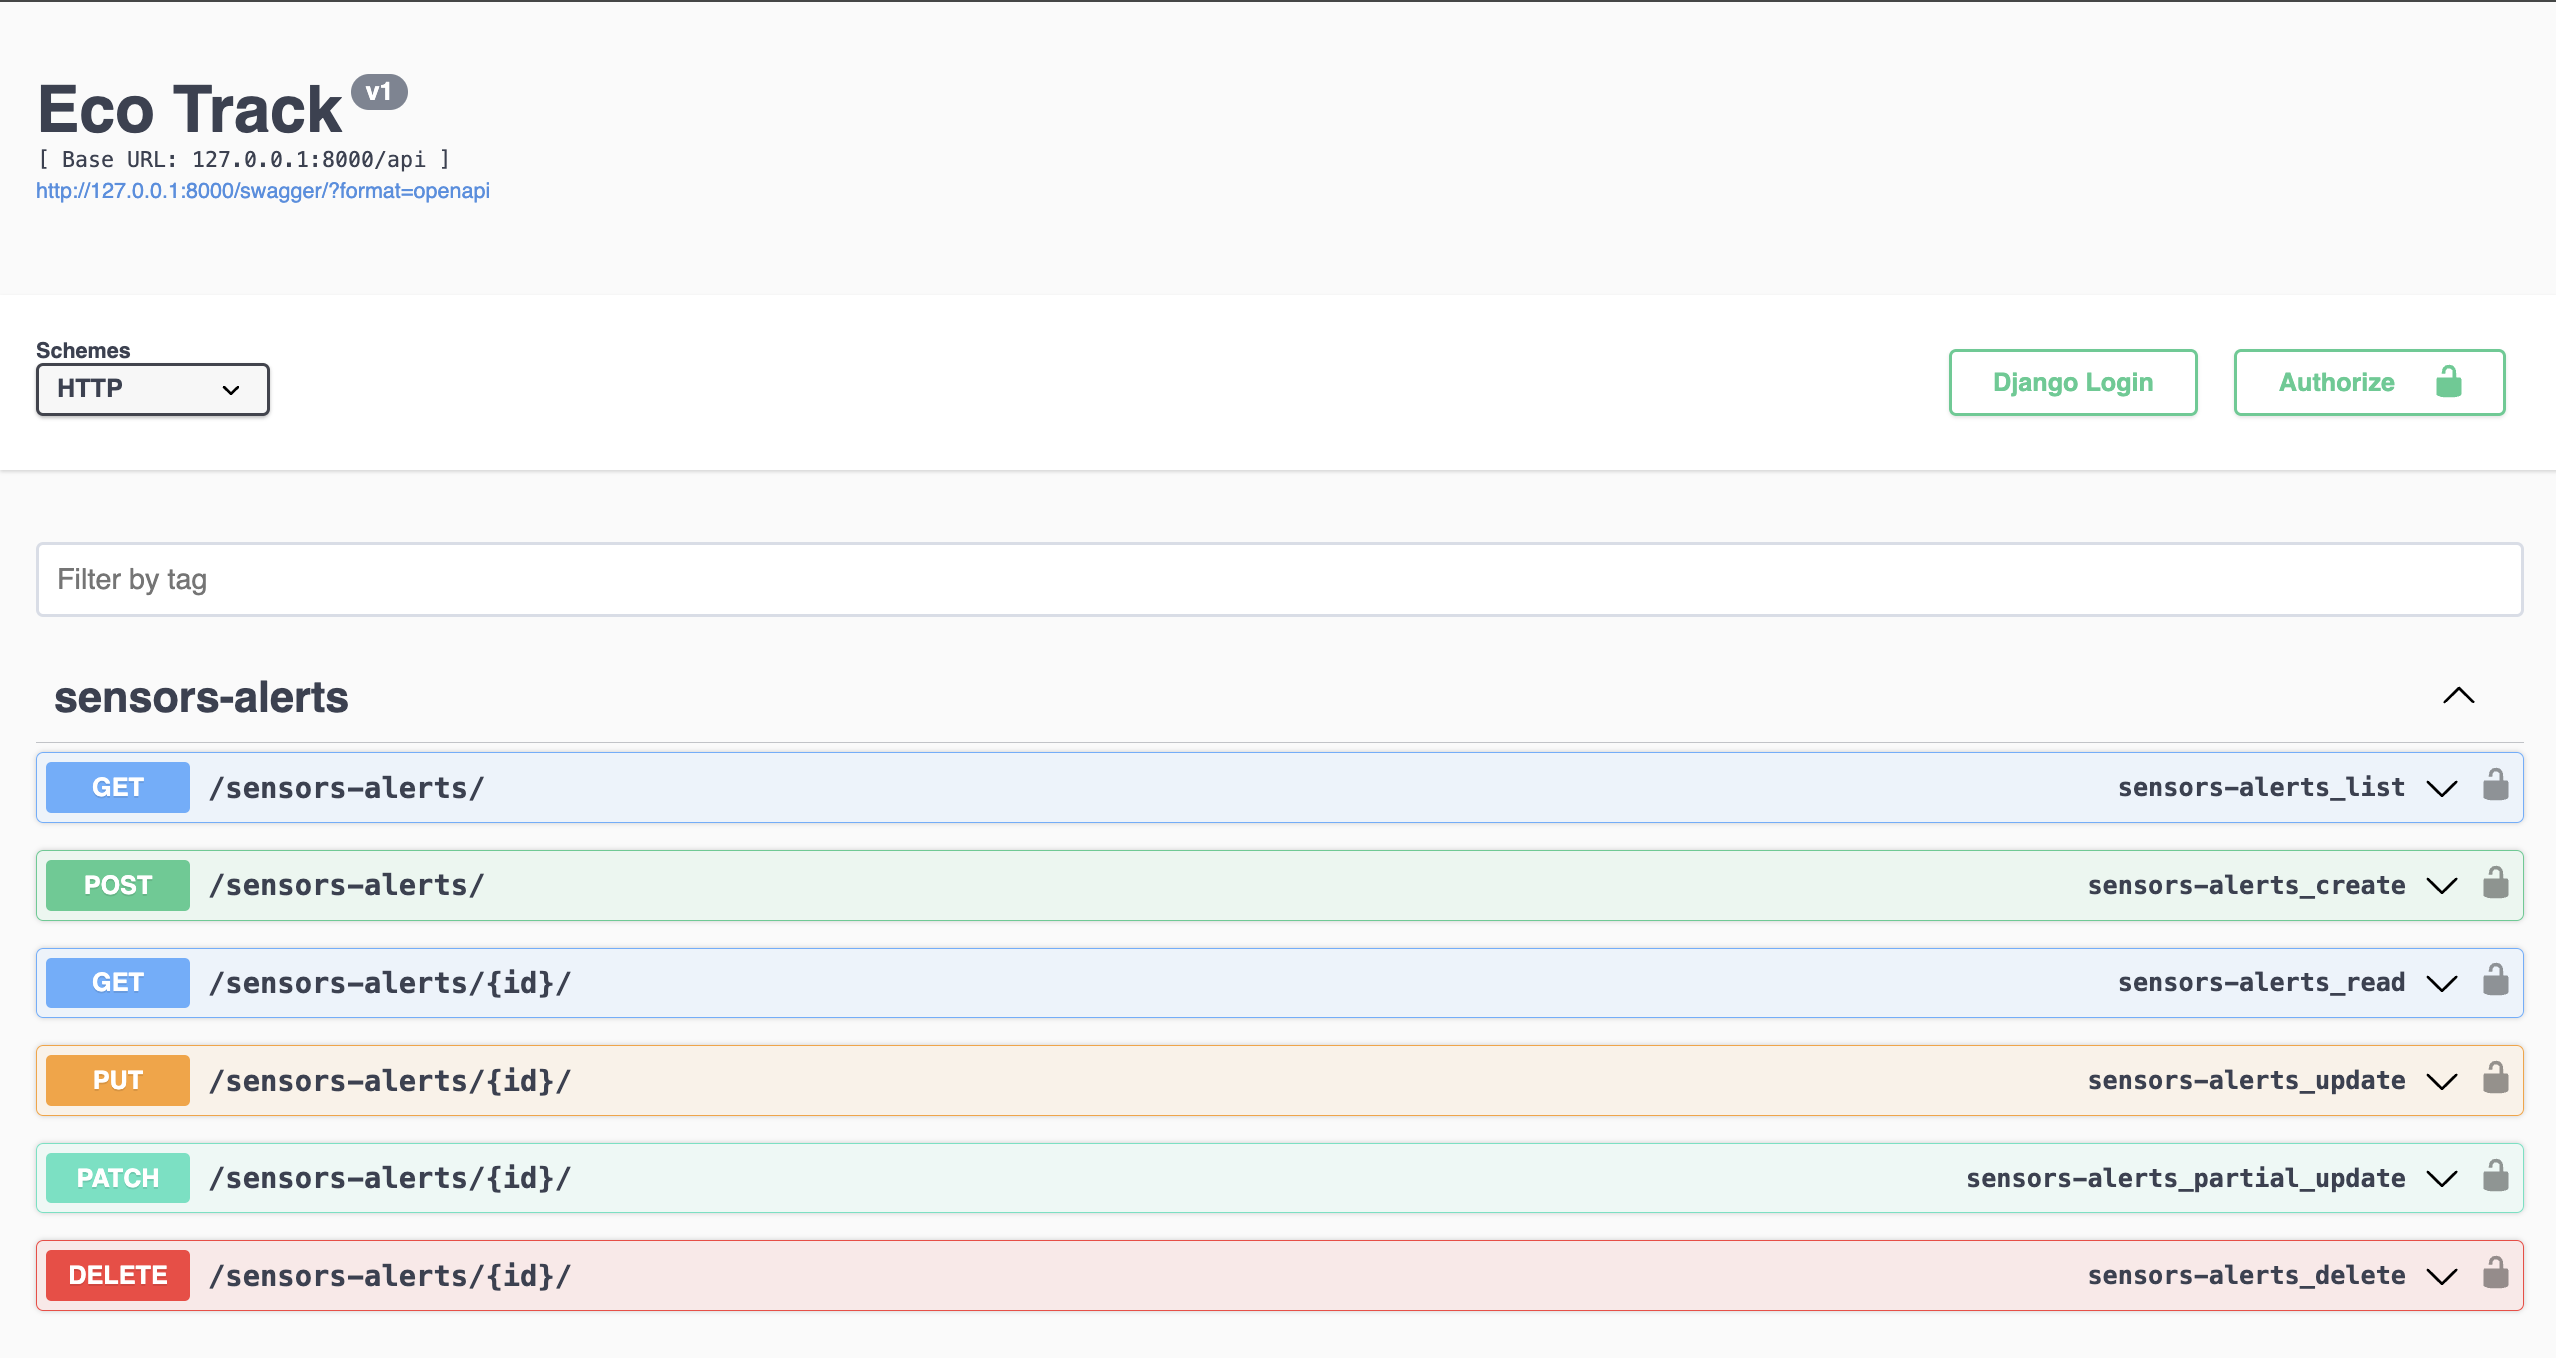 Eco Track v1
[ Base URL: 127.0.0.1:8000/api ]
http://127.0.0.1:8000/swagger/?format=openapi
Schemes
HTTP
Django Login
Authorize
Filter by tag
sensors-alerts
GET /sensors-alerts/ sensors-alerts_list
POST /sensors-alerts/ sensors-alerts_create
GET /sensors-alerts/{id}/ sensors-alerts_read
PUT /sensors-alerts/{id}/ sensors-alerts_update
PATCH /sensors-alerts/{id}/ sensors-alerts_partial_update
DELETE /sensors-alerts/{id}/ sensors-alerts_delete